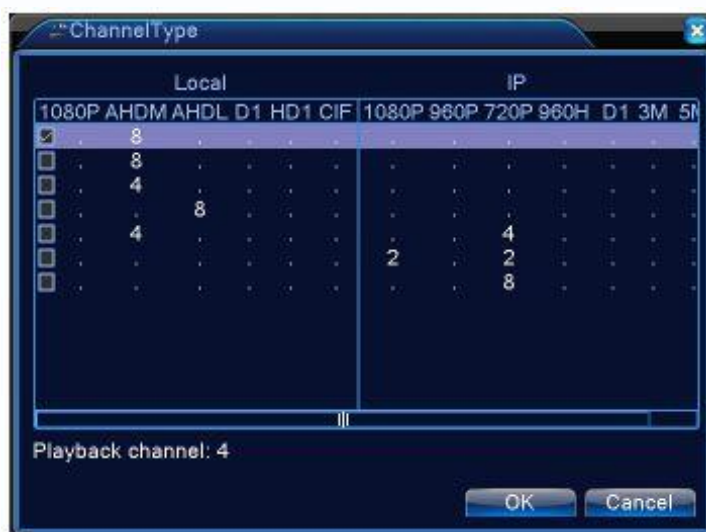 ChannelType
Local IP
1080P AHDM AHDL D1 HD1 CIF 1080P 960P 720P 960H D1 3M 5M
. 8 . . . . . . . . . . .
. 8 . . . . . . . . . . .
. 4 . . . . . . . . . . .
. . 8 . . . . . . . . . .
. 4 . . . . . . 4 . . . .
. . . . . . 2 . 2 . . . .
. . . . . . . . 8 . . . .
Playback channel: 4
OK Cancel